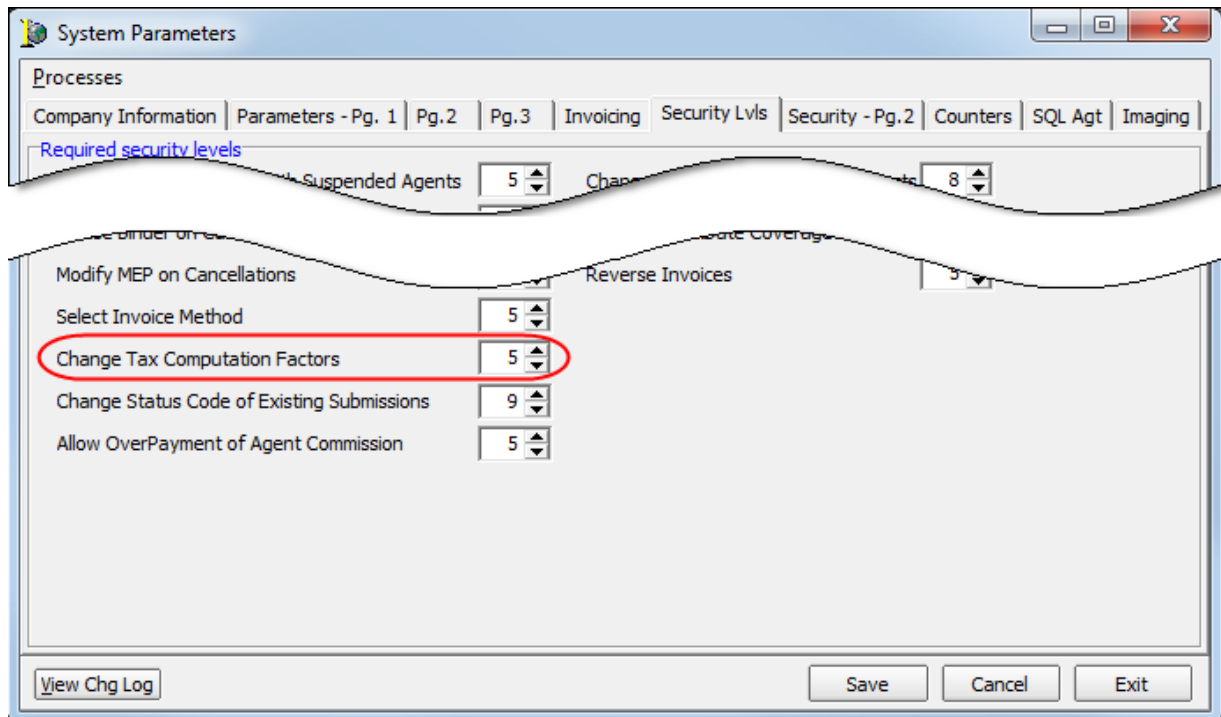 System Parameters
Processes
Company Information Parameters - Pg. 1 Pg.2 Pg.3 Invoicing Security Lvls Security - Pg.2 Counters SQL Agt Imaging
Required security levels
Suspended Agents 5 8
Binder on
Modify MEP on Cancellations Reverse Invoices 5
Select Invoice Method 5
Change Tax Computation Factors 5
Change Status Code of Existing Submissions 9
Allow OverPayment of Agent Commission 5
View Chg Log Save Cancel Exit